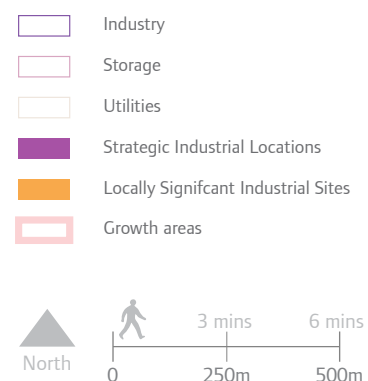 Industry
Storage
Utilities
Strategic Industrial Locations
Locally Signifcant Industrial Sites
Growth areas
3 mins 6 mins
North
0 250m 500m